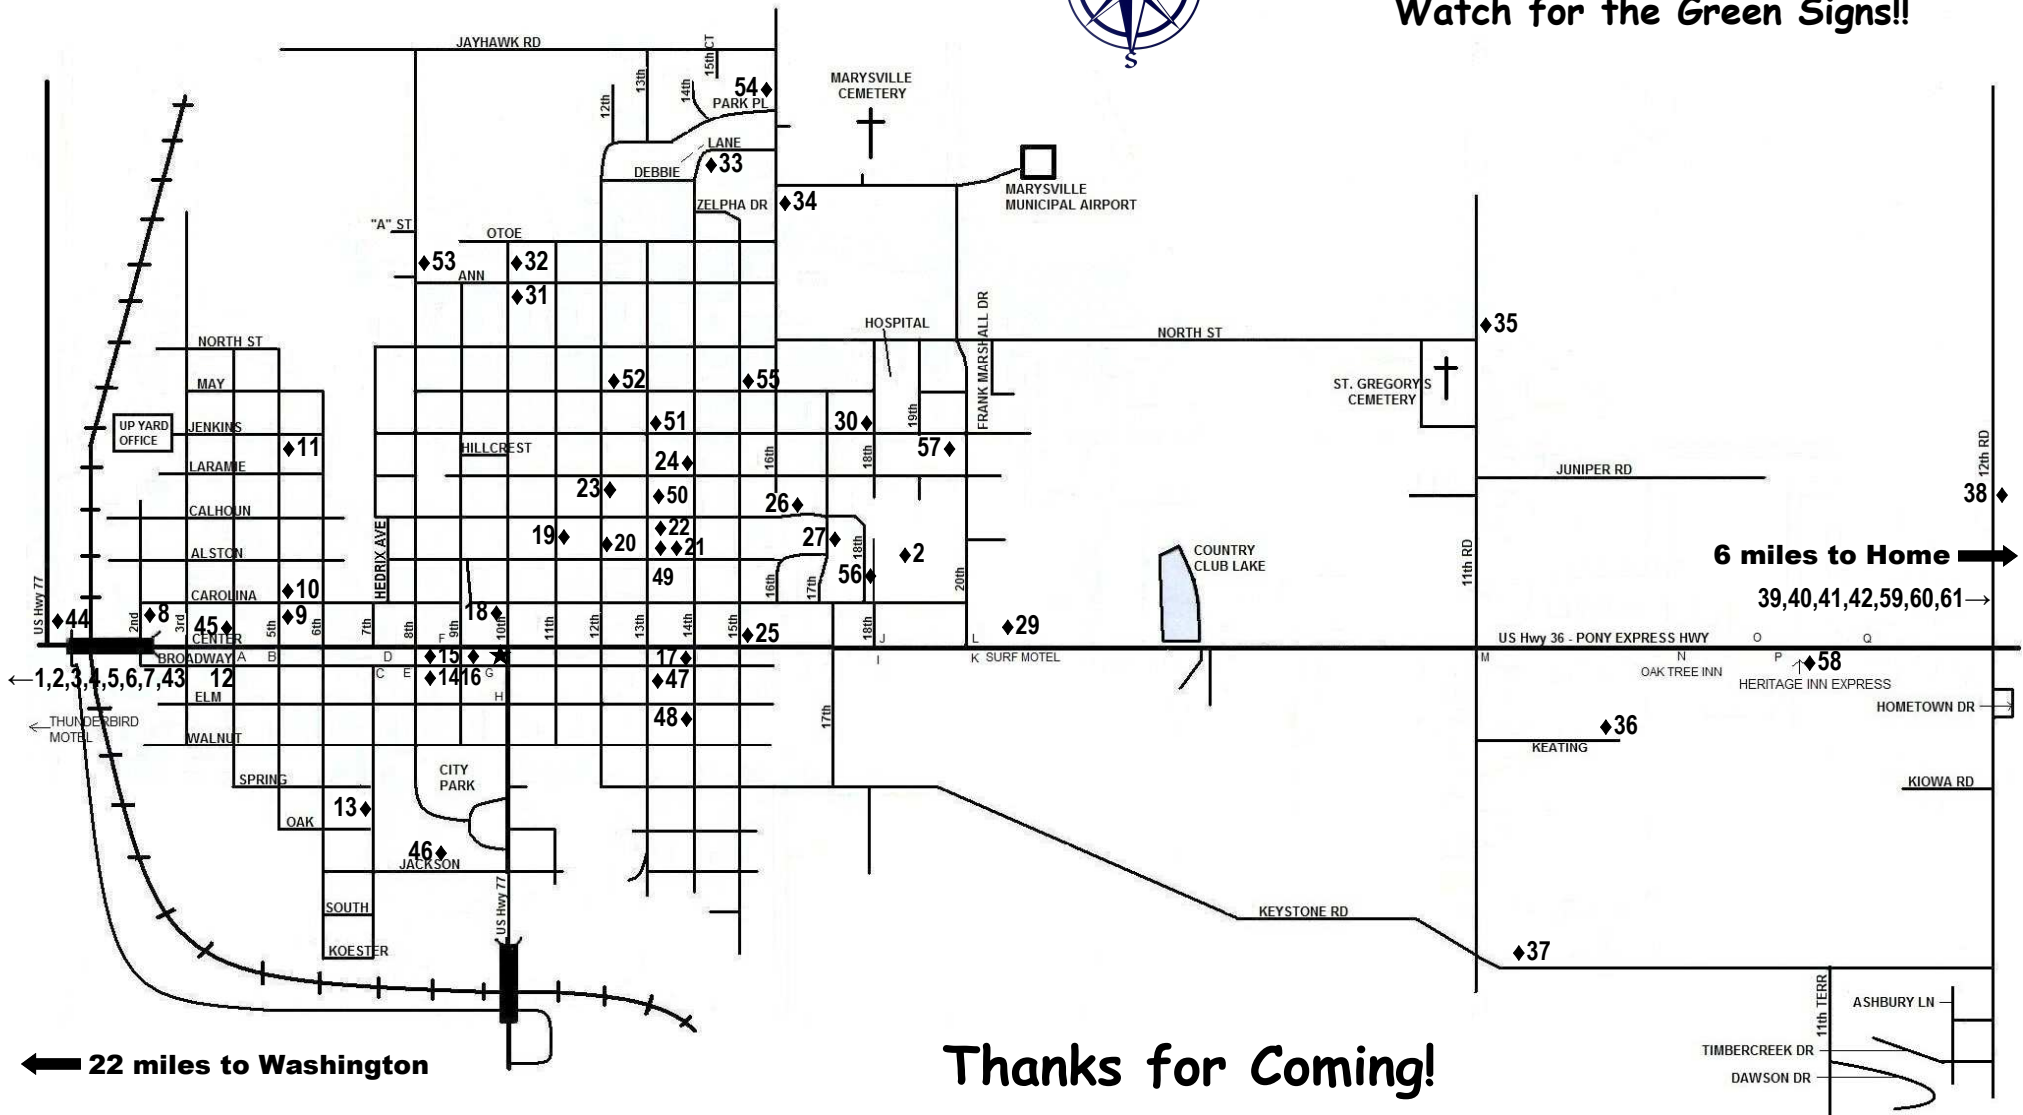 Watch for the Green Signs!!
S
JAYHAWK RD
15th CT
13th
14th
12th
54
PARK PL
MARYSVILLE
CEMETERY
LANE
33
DEBBIE
MARYSVILLE
MUNICIPAL AIRPORT
ZELPHA DR
34
"A" ST
OTOE
53
32
ANN
31
HOSPITAL
FRANK MARSHALL DR
NORTH ST
35
NORTH ST
MAY
52
55
ST. GREGORY'S
CEMETERY
UP YARD
OFFICE
JENKINS
11
51
30
19th
57
HILLCREST
LARAMIE
24
16th
18th
JUNIPER RD
12th RD
23
50
26
38
CALHOUN
HEDRIX AVE
19
20
22
21
27
18th
2
ALSTON
49
56
16th
17th
20th
COUNTRY
CLUB LAKE
11th RD
6 miles to Home
39,40,41,42,59,60,61→
US Hwy 77
10
CAROLINA
44
2nd
8
3rd
45
5th
9
6th
7th
8th
9th
18
10th
11th
12th
13th
14th
15th
25
18th
29
CENTER
F
J
L
US Hwy 36 - PONY EXPRESS HWY
O
Q
BROADWAY
A
B
D
15
17
I
K
SURF MOTEL
M
N
P
58
←1,2,3,4,5,6,7,43
12
C
E
14
16
G
47
OAK TREE INN
HERITAGE INN EXPRESS
ELM
H
48
17th
HOMETOWN DR
← THUNDERBIRD
MOTEL
WALNUT
36
KEATING
SPRING
CITY
PARK
KIOWA RD
13
OAK
46
JACKSON
US Hwy 77
SOUTH
KEYSTONE RD
KOESTER
37
11th TERR
ASHBURY LN
22 miles to Washington
Thanks for Coming!
TIMBERCREEK DR
DAWSON DR